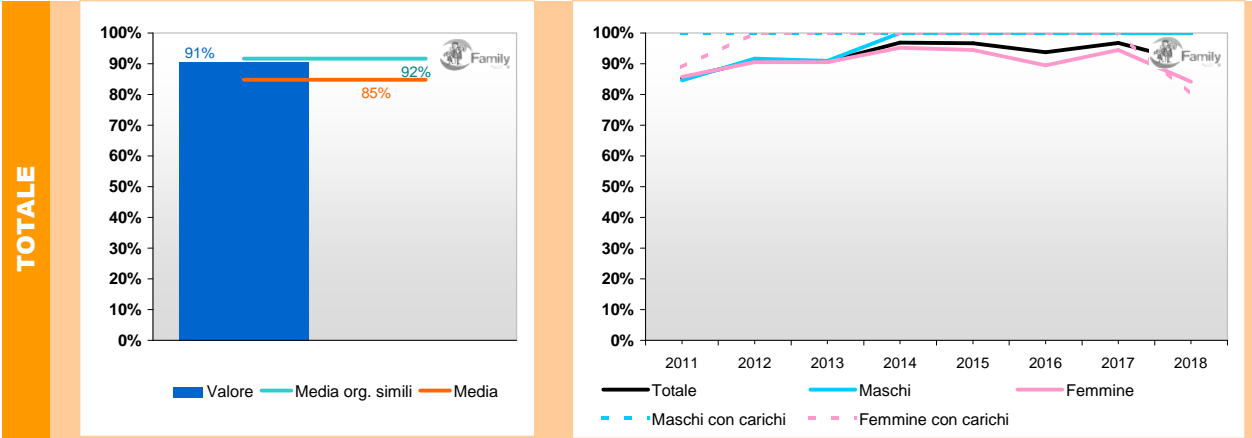 TOTALE
100%
90%
80%
70%
60%
50%
40%
30%
20%
10%
0%
91%
92%
85%
Family
Valore
Media org. simili
Media
100%
90%
80%
70%
60%
50%
40%
30%
20%
10%
0%
Family
2011 2012 2013 2014 2015 2016 2017 2018
Totale
Maschi
Femmine
Maschi con carichi
Femmine con carichi